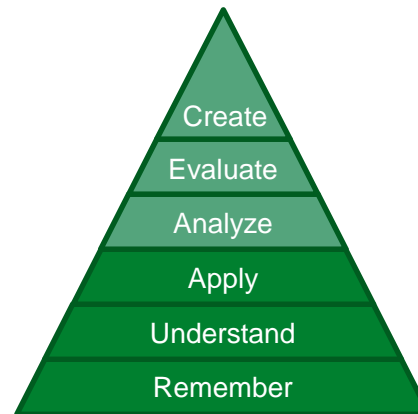 Create
Evaluate
Analyze
Apply
Understand
Remember